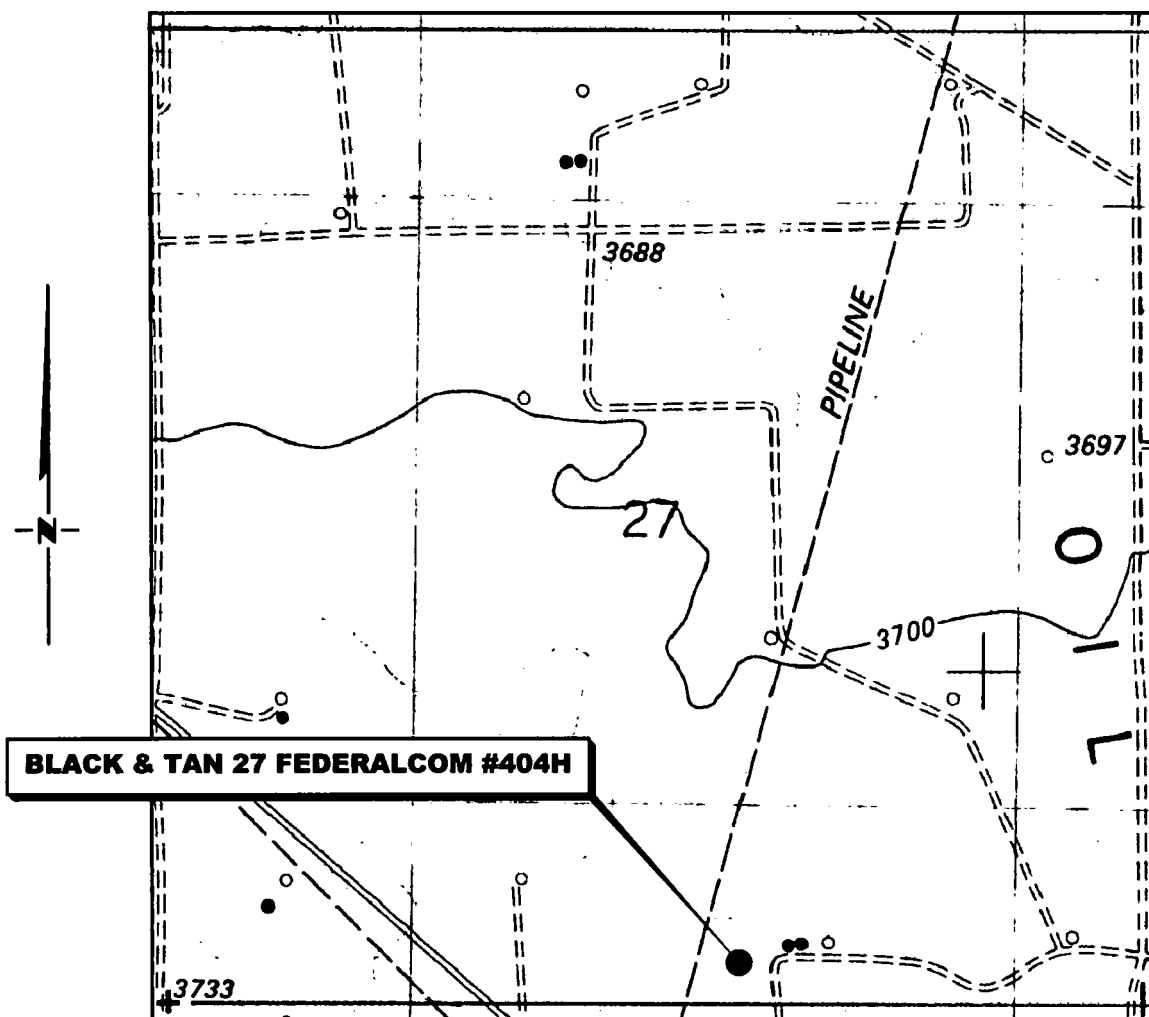 3688
PIPELINE
3697
27
O
3700
I
L
N
BLACK & TAN 27 FEDERALCOM #404H
3733